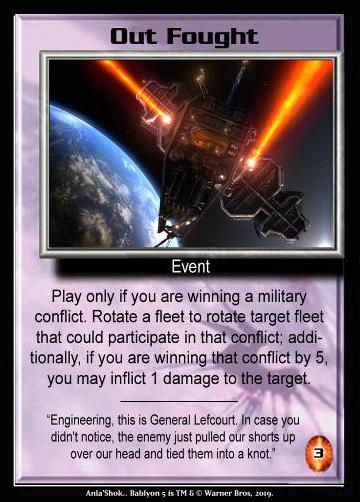 Out Fought
Event
Play only if you are winning a military
conflict. Rotate a fleet to rotate target fleet
that could participate in that conflict; addi-
tionally, if you are winning that conflict by 5,
you may inflict 1 damage to the target.
"Engineering, this is General Lefcourt. In case you
didn't notice, the enemy just pulled our shorts up
over our head and tied them into a knot."
3
Anla'Shok.. Bablyon 5 is TM & © Warner Bros, 2019.